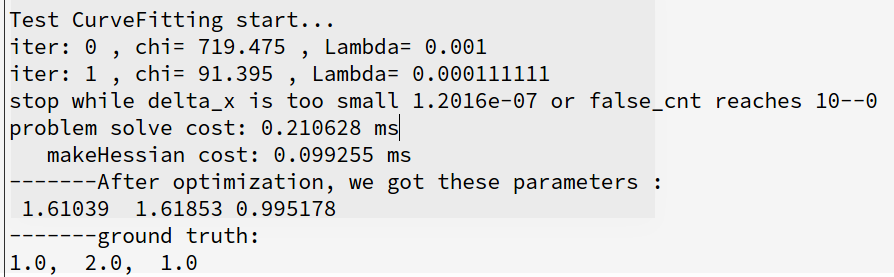 Test CurveFitting start...
iter: 0 , chi= 719.475 , Lambda= 0.001
iter: 1 , chi= 91.395 , Lambda= 0.000111111
stop while delta_x is too small 1.2016e-07 or false_cnt reaches 10--0
problem solve cost: 0.210628 ms
   makeHessian cost: 0.099255 ms
-------After optimization, we got these parameters :
 1.61039  1.61853 0.995178
-------ground truth:
1.0,  2.0,  1.0